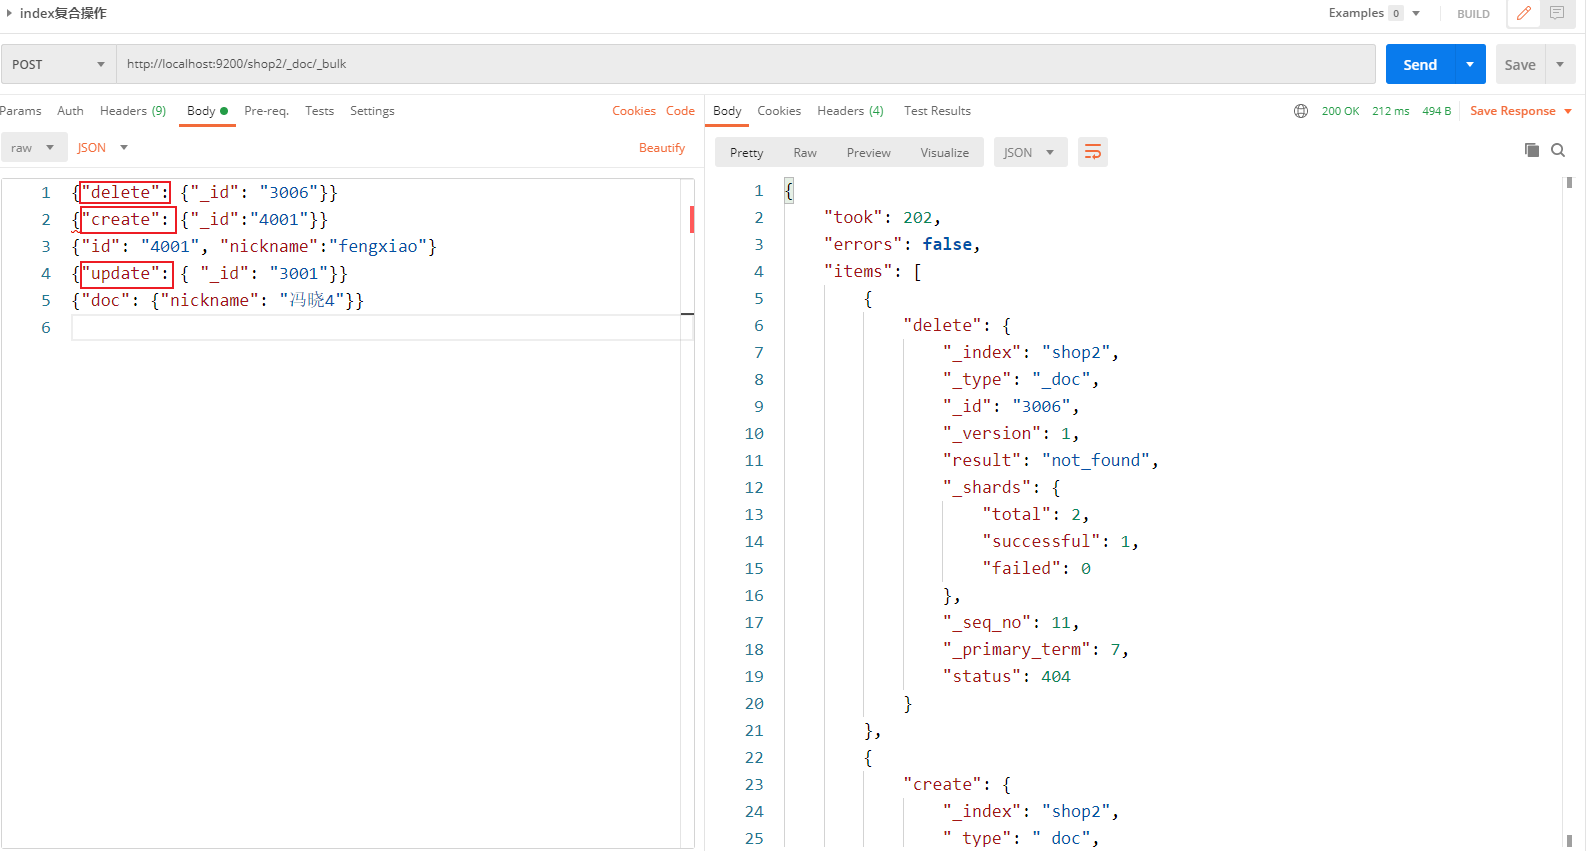 index复合操作
Examples 0
BUILD
POST
http://localhost:9200/shop2/_doc/_bulk
Send
Save
Params Auth Headers (9) Body Pre-req. Tests Settings
Cookies Code
raw JSON
Beautify
1 {"delete": {"_id": "3006"}}
2 {"create": {"_id":"4001"}}
3 {"id": "4001", "nickname":"fengxiao"}
4 {"update": { "_id": "3001"}}
5 {"doc": {"nickname": "冯晓4"}}
6
Body Cookies Headers (4) Test Results
200 OK 212 ms 494 B Save Response
Pretty Raw Preview Visualize JSON
1 {
2 "took": 202,
3 "errors": false,
4 "items": [
5 {
6 "delete": {
7 "_index": "shop2",
8 "_type": "_doc",
9 "_id": "3006",
10 "_version": 1,
11 "result": "not_found",
12 "_shards": {
13 "total": 2,
14 "successful": 1,
15 "failed": 0
16 },
17 "_seq_no": 11,
18 "_primary_term": 7,
19 "status": 404
20 }
21 },
22 {
23 "create": {
24 "_index": "shop2",
25 "_type": "_doc",